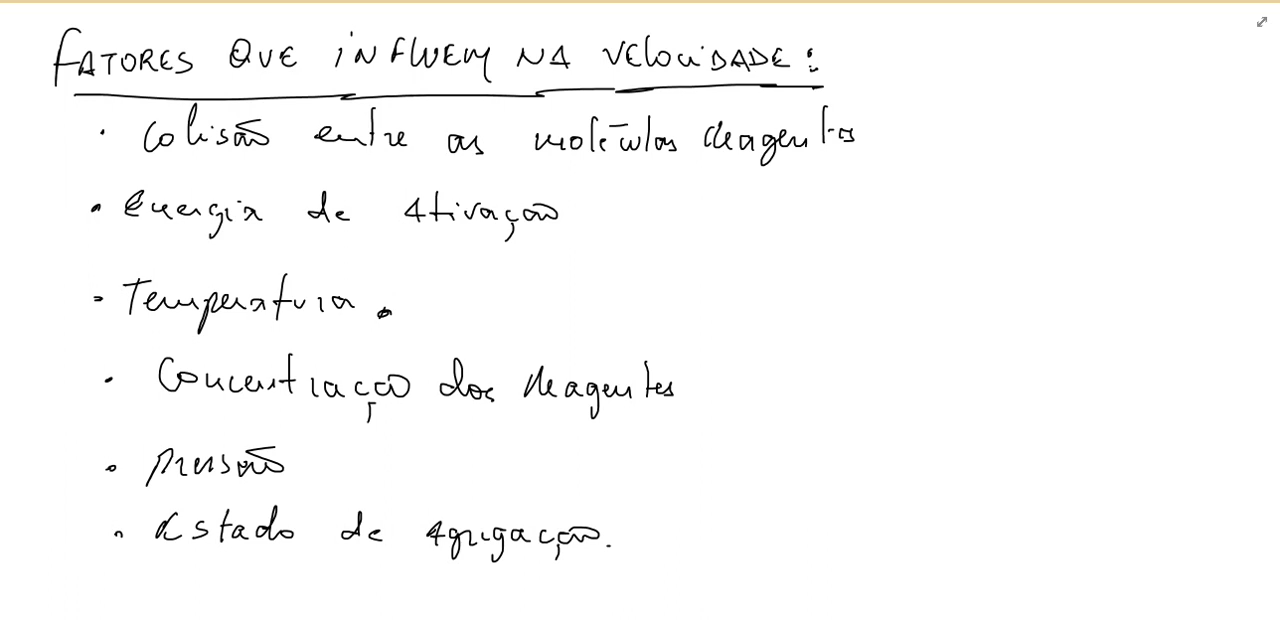 FATORES QUE INFLUEM NA VELOCIDADE:
· Colisão entre as moléculas reagentes
· Energia de Ativação
· Temperatura.
· Concentração dos reagentes
· pressão
· Estado de Agregação.